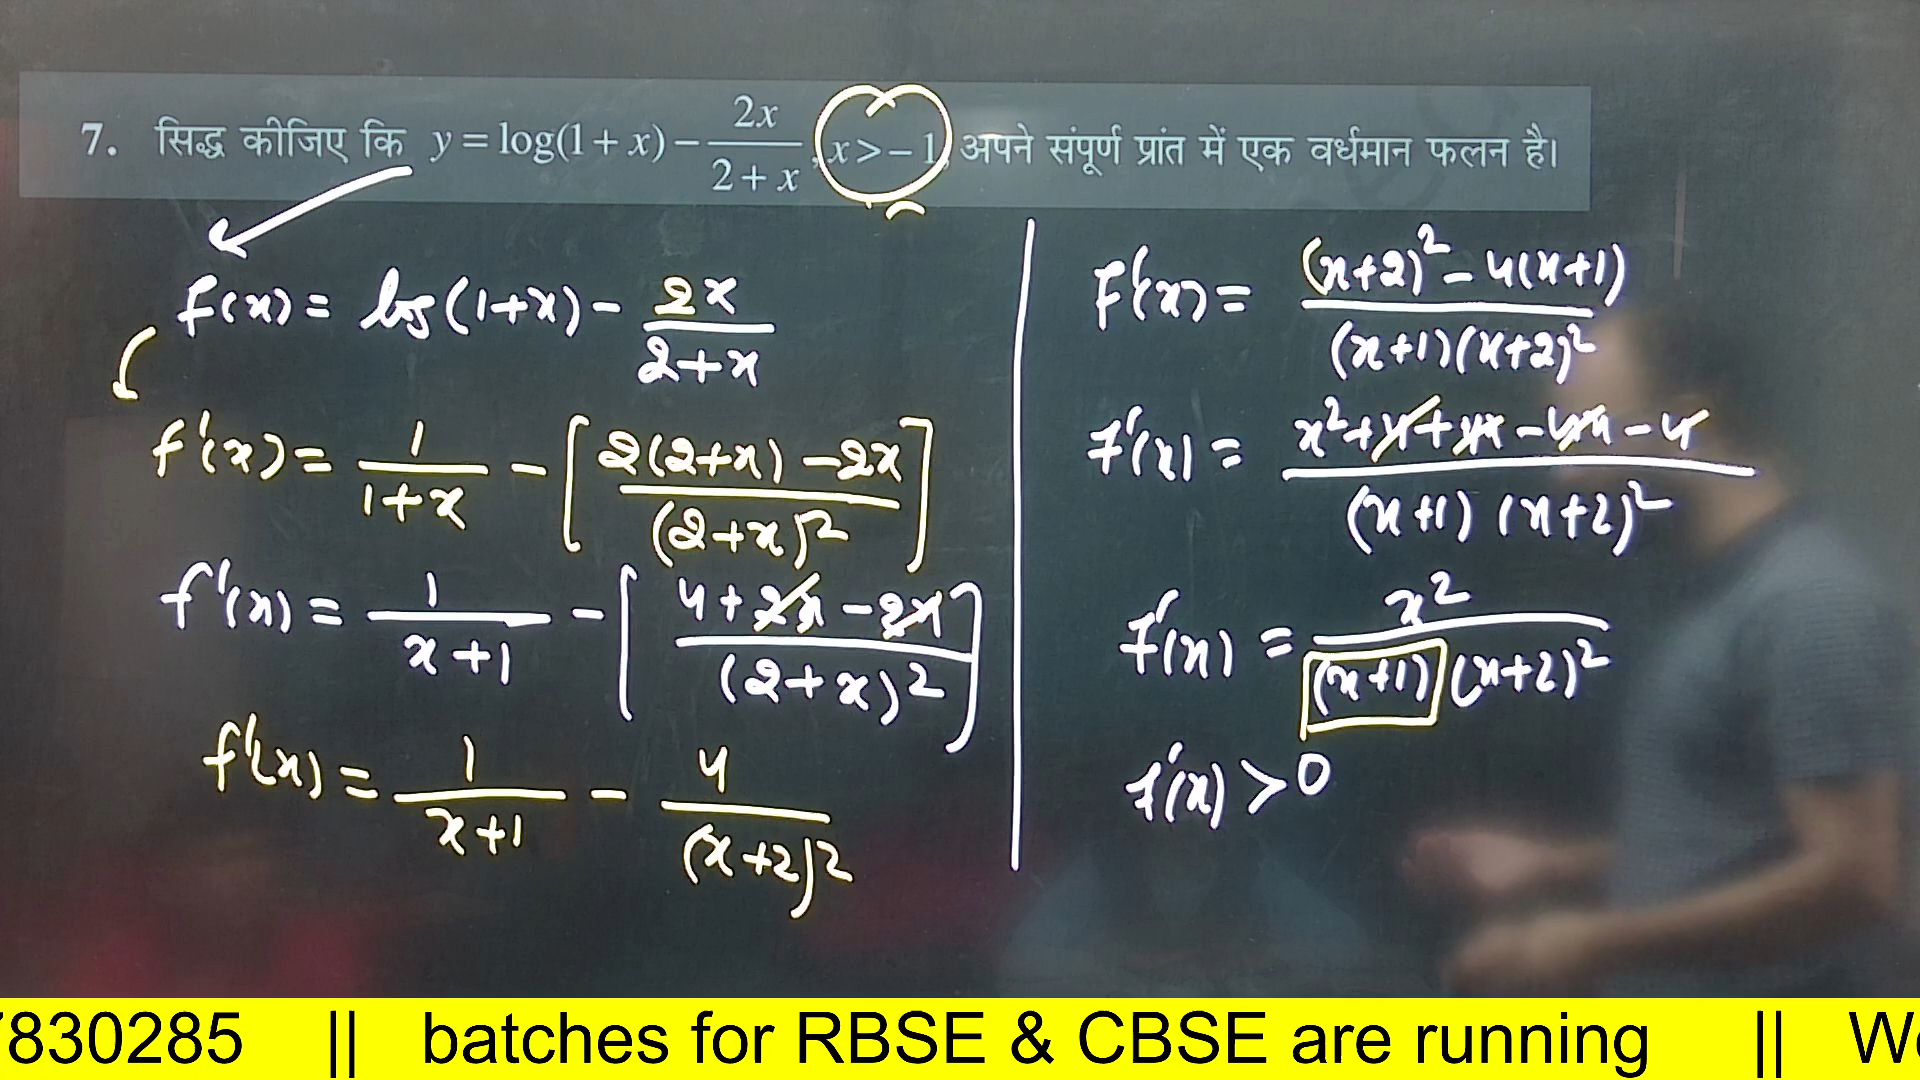 7. सिद्ध कीजिए कि y = log(1 + x) − 2x/(2 + x), x > − 1, अपने संपूर्ण प्रांत में एक वर्धमान फलन है।
f(x) = log(1+x) - 2x/(2+x)
f'(x) = 1/(1+x) - [(2(2+x) - 2x)/(2+x)²]
f'(x) = 1/(x+1) - [(4+2x-2x)/(2+x)²]
f'(x) = 1/(x+1) - 4/(x+2)²
F'(x) = ((x+2)² - 4(x+1))/((x+1)(x+2)²)
f'(x) = (x²+4+4x-4x-4)/((x+1)(x+2)²)
f'(x) = x²/((x+1)(x+2)²)
f'(x) > 0
830285 || batches for RBSE & CBSE are running ||